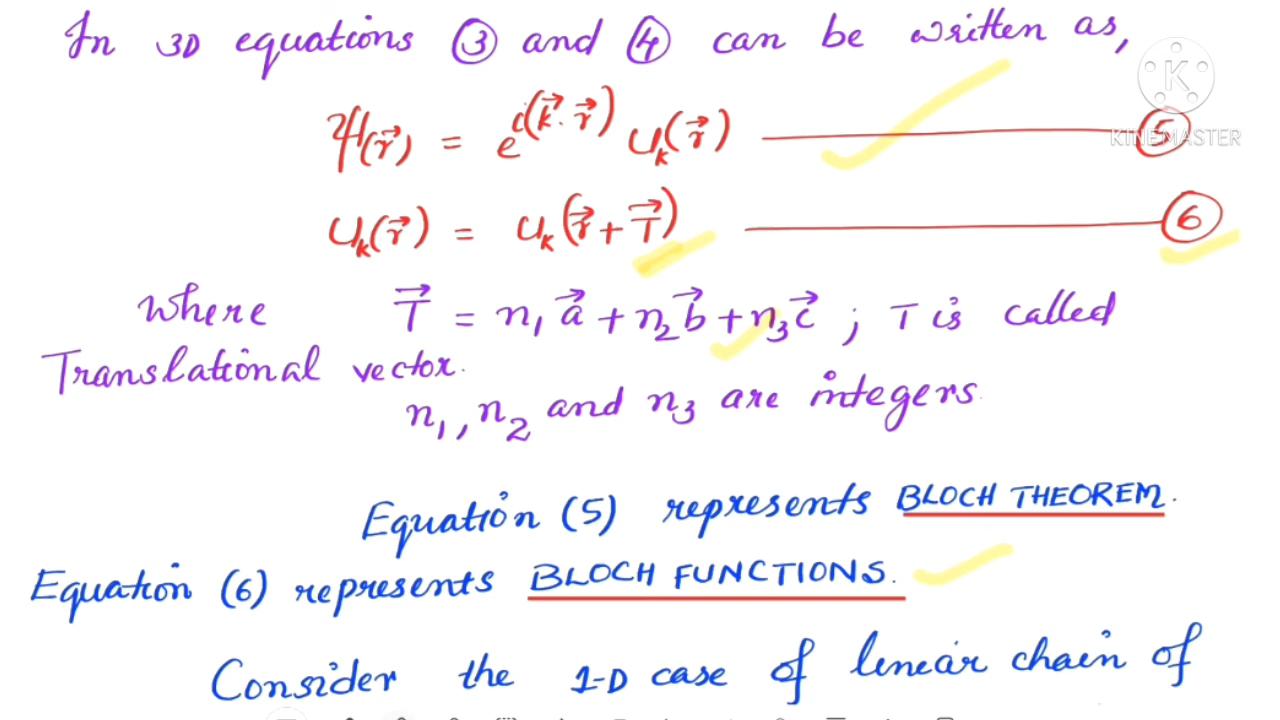 In 3D equations ③ and ④ can be written as,
K
KINEMASTER
ψ(r⃗) = e^i(k⃗.r⃗) U_k(r⃗) ——— ⑤
U_k(r⃗) = U_k(r⃗+T⃗) ——— ⑥
where T⃗ = n₁a⃗ + n₂b⃗ + n₃c⃗ ; T is called
Translational vector.
n₁, n₂ and n₃ are integers.
Equation (5) represents BLOCH THEOREM.
Equation (6) represents BLOCH FUNCTIONS.
Consider the 1-D case of linear chain of